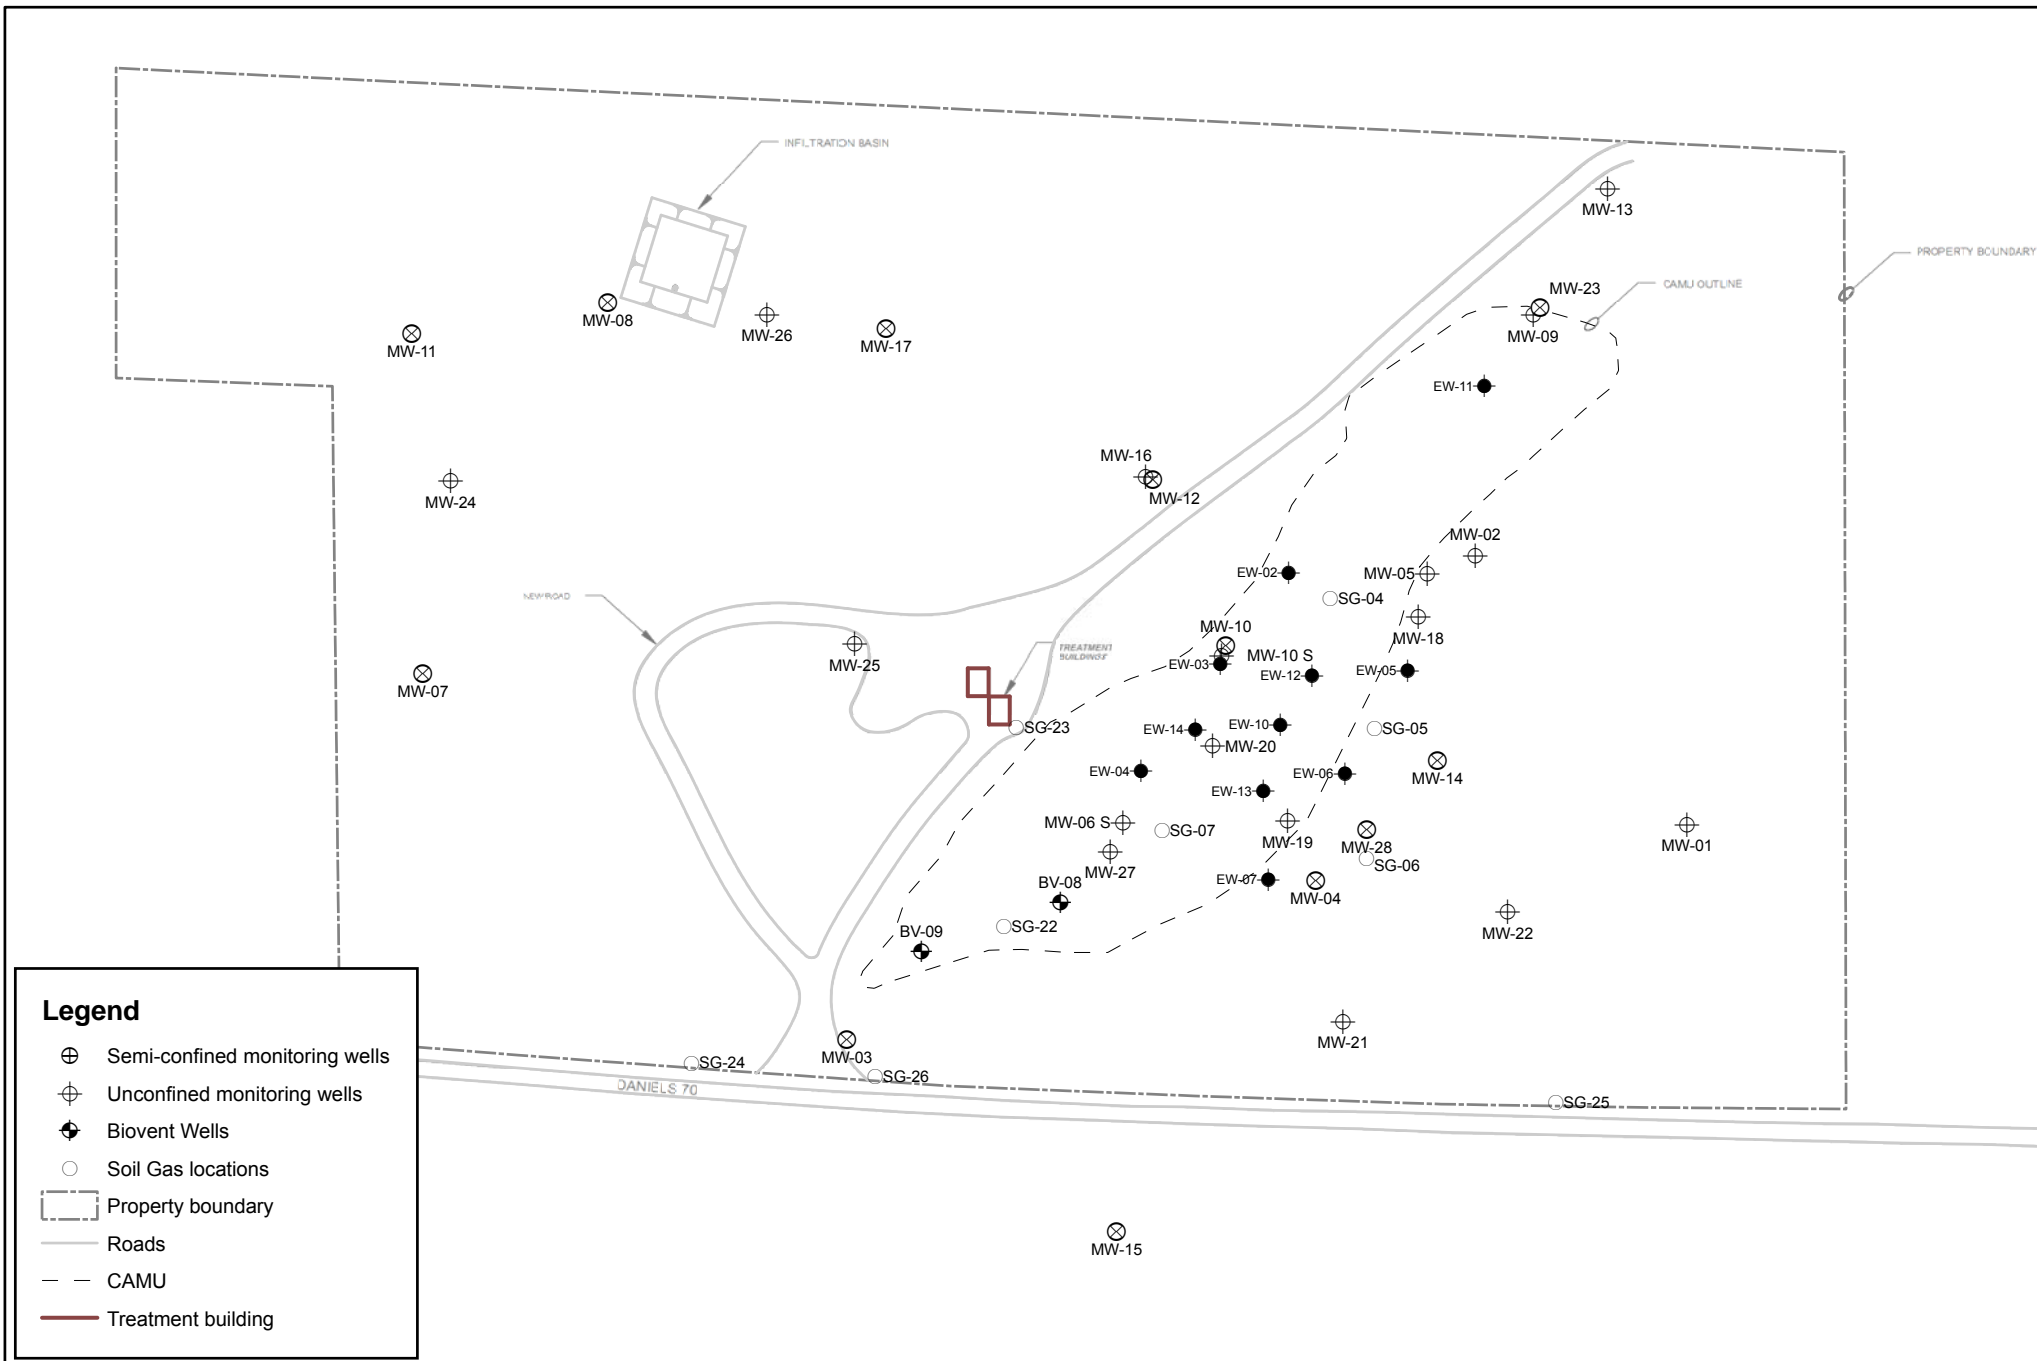 INFILTRATION BASIN
MW-13
PROPERTY BOUNDARY
CAMU OUTLINE
MW-23
MW-08
MW-26
MW-17
MW-11
MW-09
EW-11
MW-16
MW-12
MW-24
MW-02
EW-02
MW-05
NEW ROAD
SG-04
MW-18
MW-10
TREATMENT
BUILDINGS
MW-25
MW-10 S
EW-03
EW-12
EW-05
MW-07
SG-23
EW-14
EW-10
SG-05
MW-20
EW-04
EW-06
MW-14
EW-13
MW-06 S
SG-07
MW-19
MW-28
MW-01
SG-06
MW-27
BV-08
EW-07
MW-04
SG-22
BV-09
MW-22
MW-21
MW-03
SG-24
SG-26
DANIELS 70
SG-25
MW-15
Legend
Semi-confined monitoring wells
Unconfined monitoring wells
Biovent Wells
Soil Gas locations
Property boundary
Roads
CAMU
Treatment building